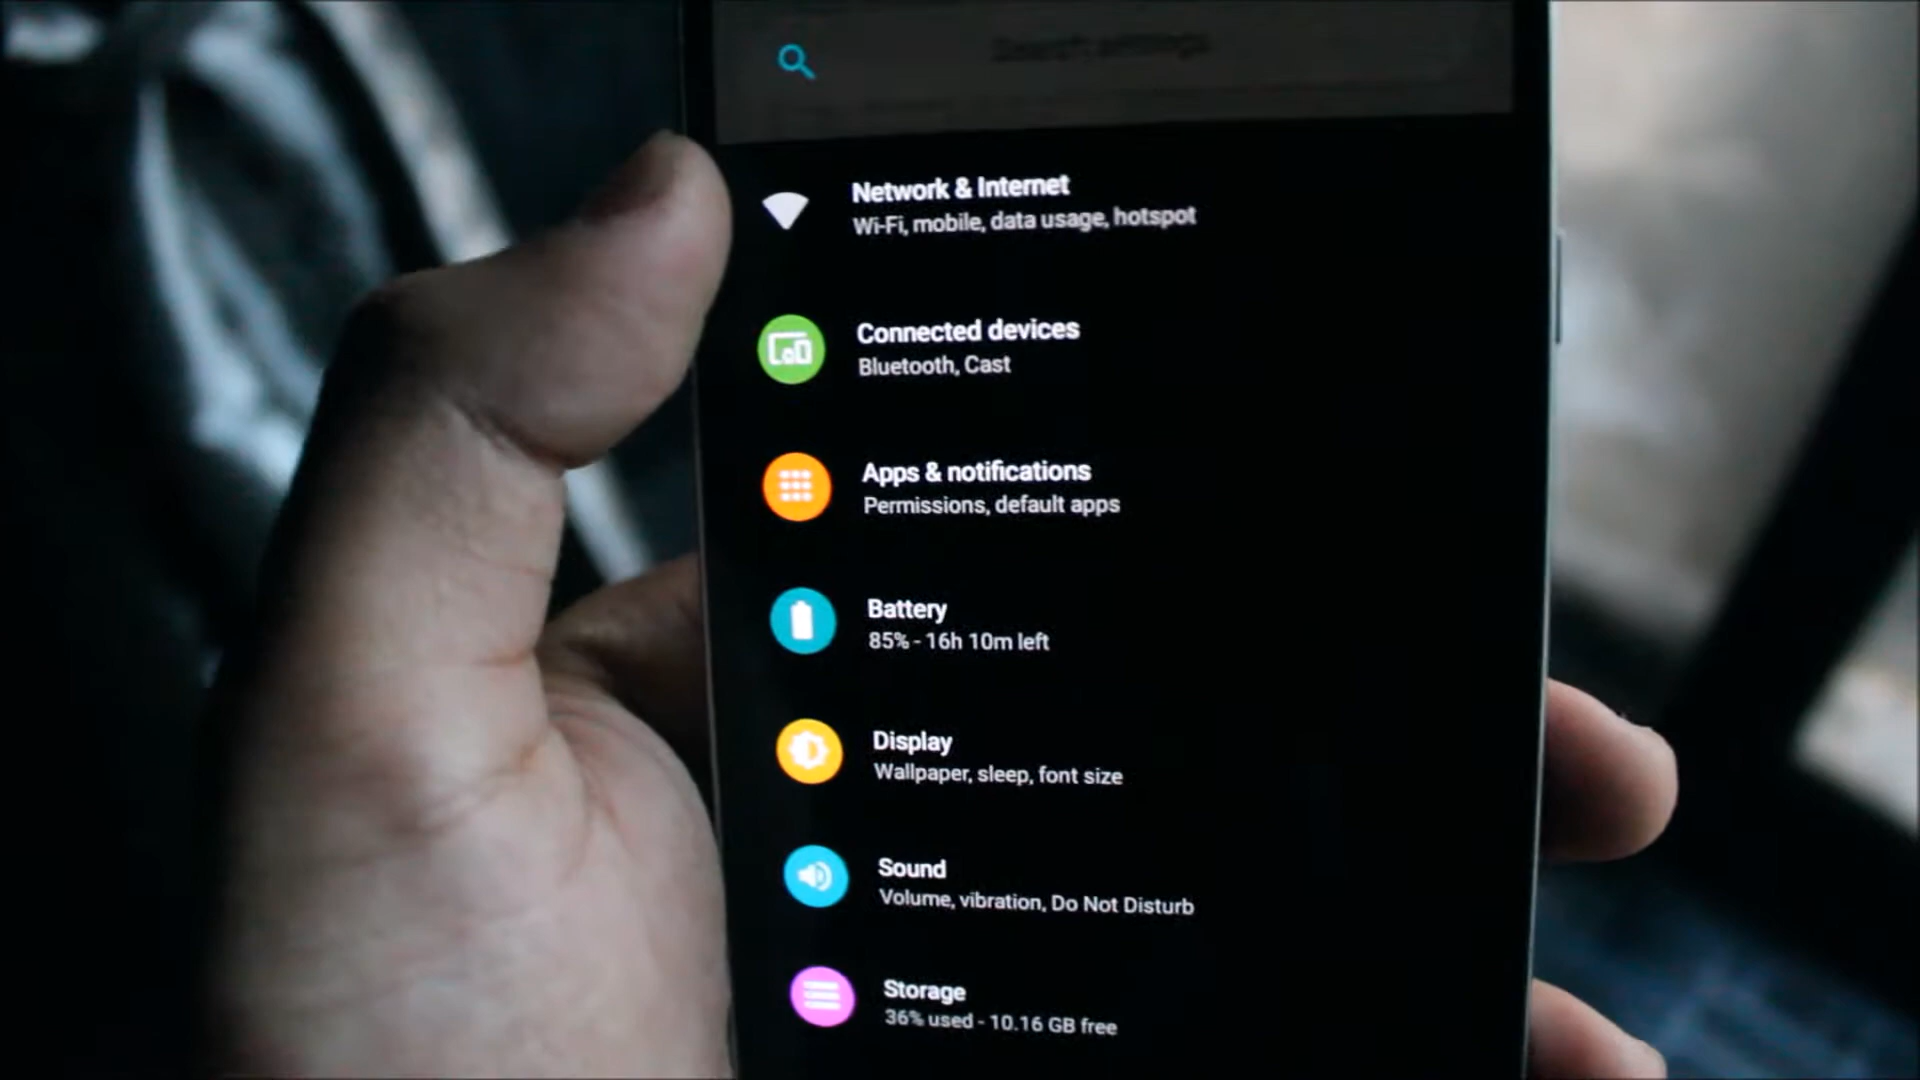 Search settings
Network & Internet
Wi-Fi, mobile, data usage, hotspot
Connected devices
Bluetooth, Cast
Apps & notifications
Permissions, default apps
Battery
85% - 16h 10m left
Display
Wallpaper, sleep, font size
Sound
Volume, vibration, Do Not Disturb
Storage
36% used - 10.16 GB free